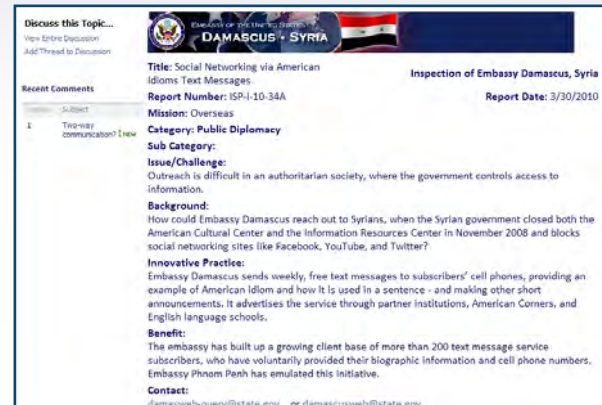 Discuss this Topic...
View Entire Discussion
Add Thread to Discussion
Recent Comments
SUBJECT
1 Two-way
communication? 1 new
EMBASSY OF THE UNITED STATES
DAMASCUS • SYRIA
Title: Social Networking via American
Idioms Text Messages
Inspection of Embassy Damascus, Syria
Report Number: ISP-I-10-34A
Report Date: 3/30/2010
Mission: Overseas
Category: Public Diplomacy
Sub Category:
Issue/Challenge:
Outreach is difficult in an authoritarian society, where the government controls access to
information.
Background:
How could Embassy Damascus reach out to Syrians, when the Syrian government closed both the
American Cultural Center and the Information Resources Center in November 2008 and blocks
social networking sites like Facebook, YouTube, and Twitter?
Innovative Practice:
Embassy Damascus sends weekly, free text messages to subscribers' cell phones, providing an
example of American idiom and how it is used in a sentence - and making other short
announcements. It advertises the service through partner institutions, American Corners, and
English language schools.
Benefit:
The embassy has built up a growing client base of more than 200 text message service
subscribers, who have voluntarily provided their biographic information and cell phone numbers.
Embassy Phnom Penh has emulated this initiative.
Contact:
or damascusweb@state.gov